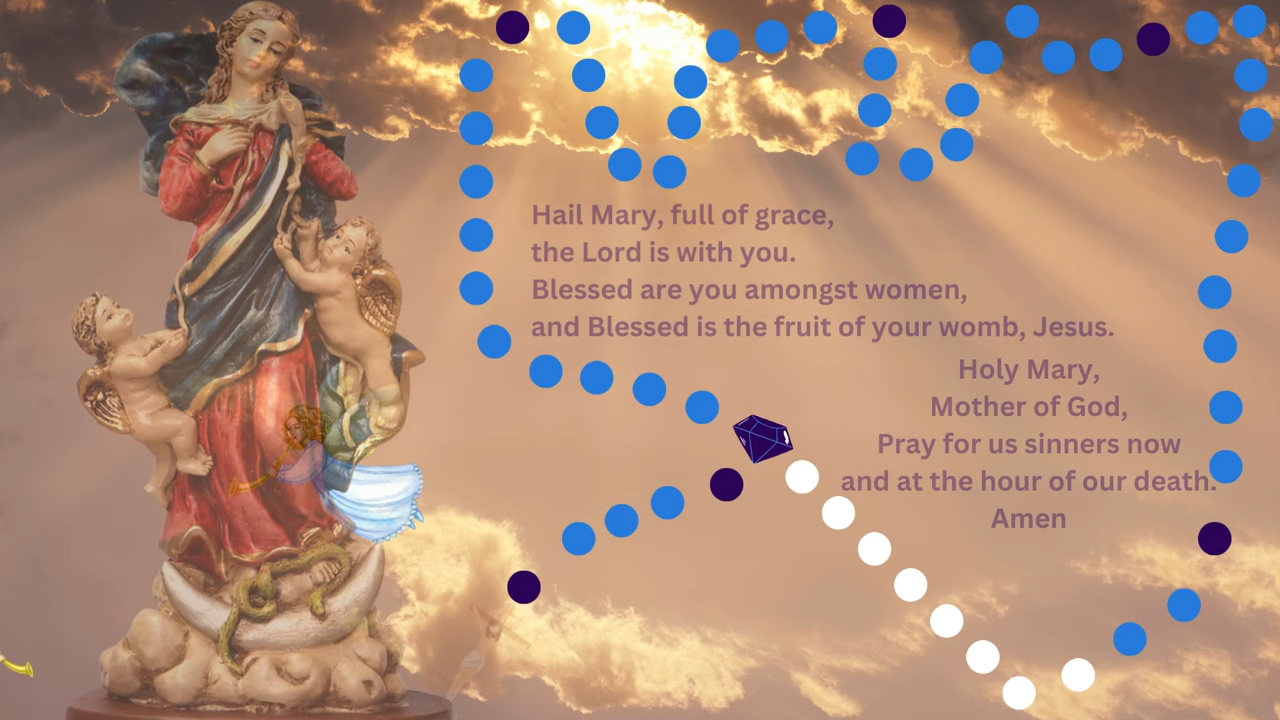 Hail Mary, full of grace,
the Lord is with you.
Blessed are you amongst women,
and Blessed is the fruit of your womb, Jesus.
Holy Mary,
Mother of God,
Pray for us sinners now
and at the hour of our death.
Amen